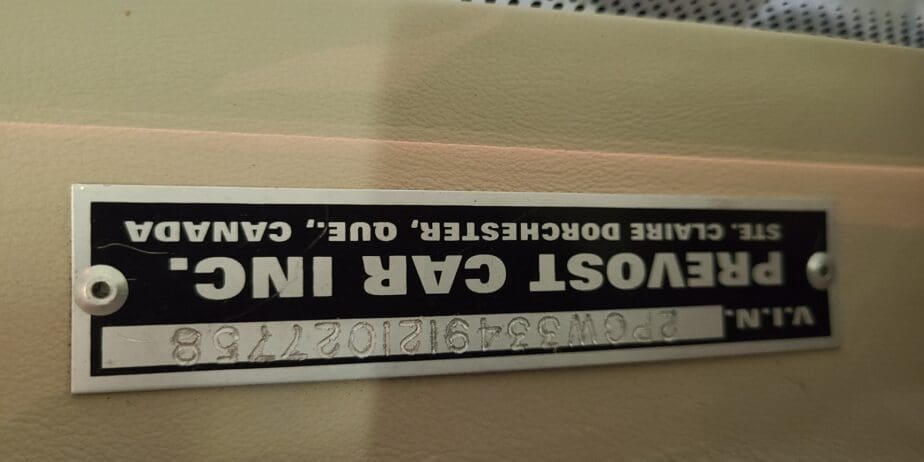 PREVOST CAR INC.
STE. CLAIRE DORCHESTER, QUE., CANADA
V.I.N. 2PCW3349121027758